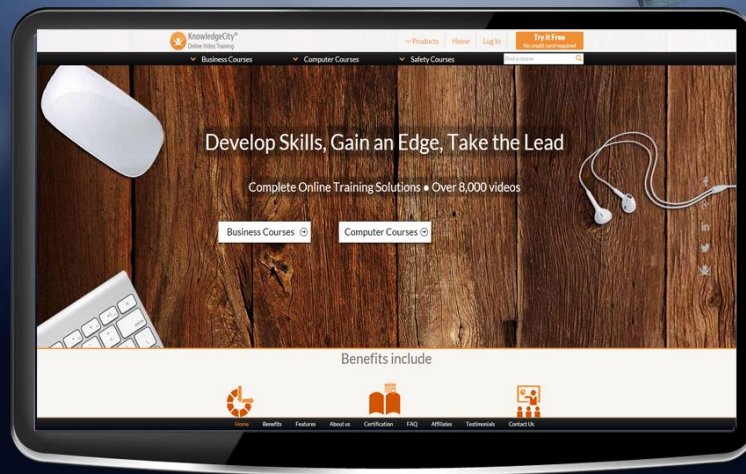 KnowledgeCity®
Online Video Training
Products Home Log In
Try it Free
No credit card required
Business Courses Computer Courses Safety Courses Find a course
Develop Skills, Gain an Edge, Take the Lead
Complete Online Training Solutions • Over 8,000 videos
Business Courses Computer Courses
in
Benefits include
Home Benefits Features About us Certification FAQ Affiliates Testimonials Contact Us